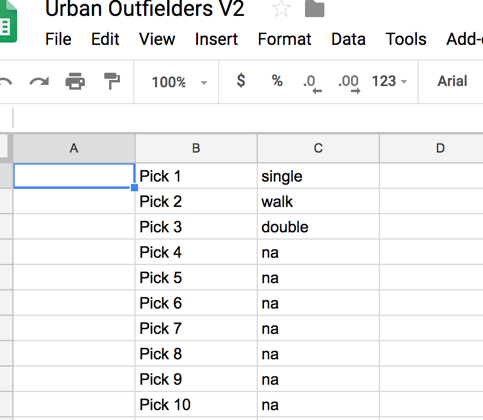 Urban Outfielders V2
File Edit View Insert Format Data Tools Add-
100% $ % .0 .00 123 Arial
A B C D
Pick 1 single
Pick 2 walk
Pick 3 double
Pick 4 na
Pick 5 na
Pick 6 na
Pick 7 na
Pick 8 na
Pick 9 na
Pick 10 na